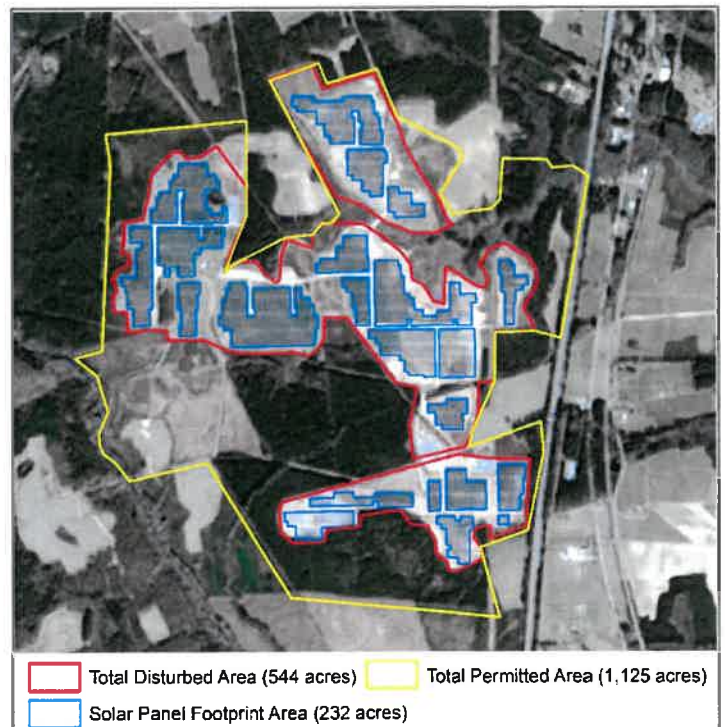 Total Disturbed Area (544 acres) Total Permitted Area (1,125 acres)
Solar Panel Footprint Area (232 acres)